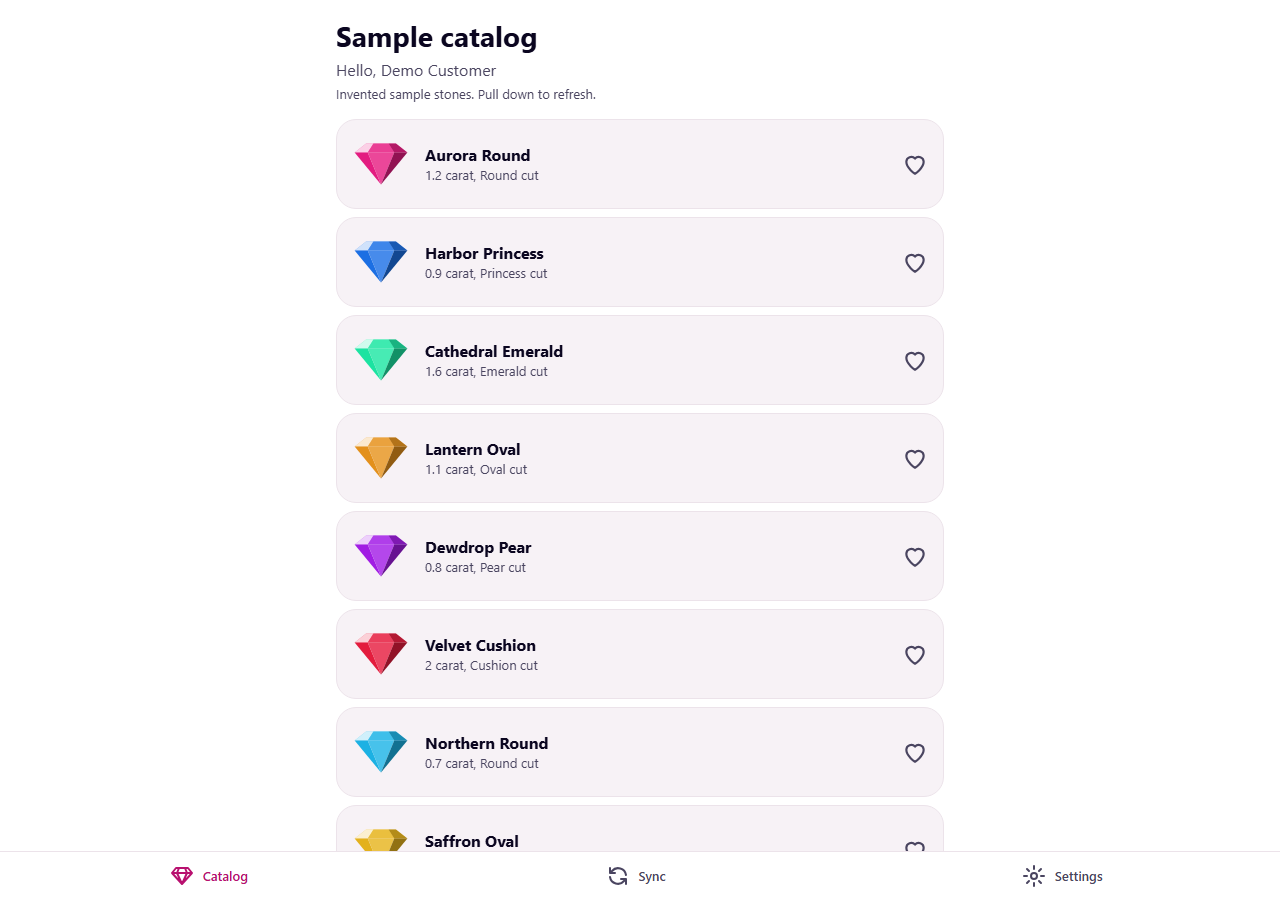 Sample catalog
Hello, Demo Customer
Invented sample stones. Pull down to refresh.
Aurora Round
1.2 carat, Round cut
Harbor Princess
0.9 carat, Princess cut
Cathedral Emerald
1.6 carat, Emerald cut
Lantern Oval
1.1 carat, Oval cut
Dewdrop Pear
0.8 carat, Pear cut
Velvet Cushion
2 carat, Cushion cut
Northern Round
0.7 carat, Round cut
Saffron Oval
Catalog
Sync
Settings